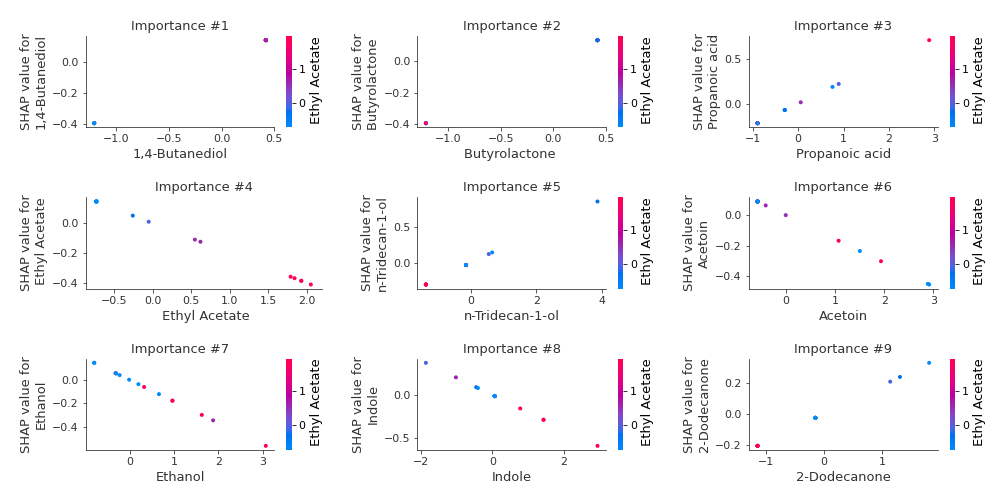 Importance #1
SHAP value for
1,4-Butanediol
0.0
−0.2
−0.4
−1.0
−0.5
0.0
0.5
1,4-Butanediol
1
0
Ethyl Acetate
Importance #2
SHAP value for
Butyrolactone
0.0
−0.2
−0.4
−1.0
−0.5
0.0
0.5
Butyrolactone
1
0
Ethyl Acetate
Importance #3
SHAP value for
Propanoic acid
0.5
0.0
−1
0
1
2
3
Propanoic acid
1
0
Ethyl Acetate
Importance #4
SHAP value for
Ethyl Acetate
0.0
−0.2
−0.4
−0.5
0.0
0.5
1.0
1.5
2.0
Ethyl Acetate
1
0
Ethyl Acetate
Importance #5
SHAP value for
n-Tridecan-1-ol
0.5
0.0
0
2
4
n-Tridecan-1-ol
1
0
Ethyl Acetate
Importance #6
SHAP value for
Acetoin
0.0
−0.2
−0.4
0
1
2
3
Acetoin
1
0
Ethyl Acetate
Importance #7
SHAP value for
Ethanol
0.0
−0.2
−0.4
0
1
2
3
Ethanol
1
0
Ethyl Acetate
Importance #8
SHAP value for
Indole
0.0
−0.5
−2
0
2
Indole
1
0
Ethyl Acetate
Importance #9
SHAP value for
2-Dodecanone
0.2
0.0
−0.2
−1
0
1
2-Dodecanone
1
0
Ethyl Acetate